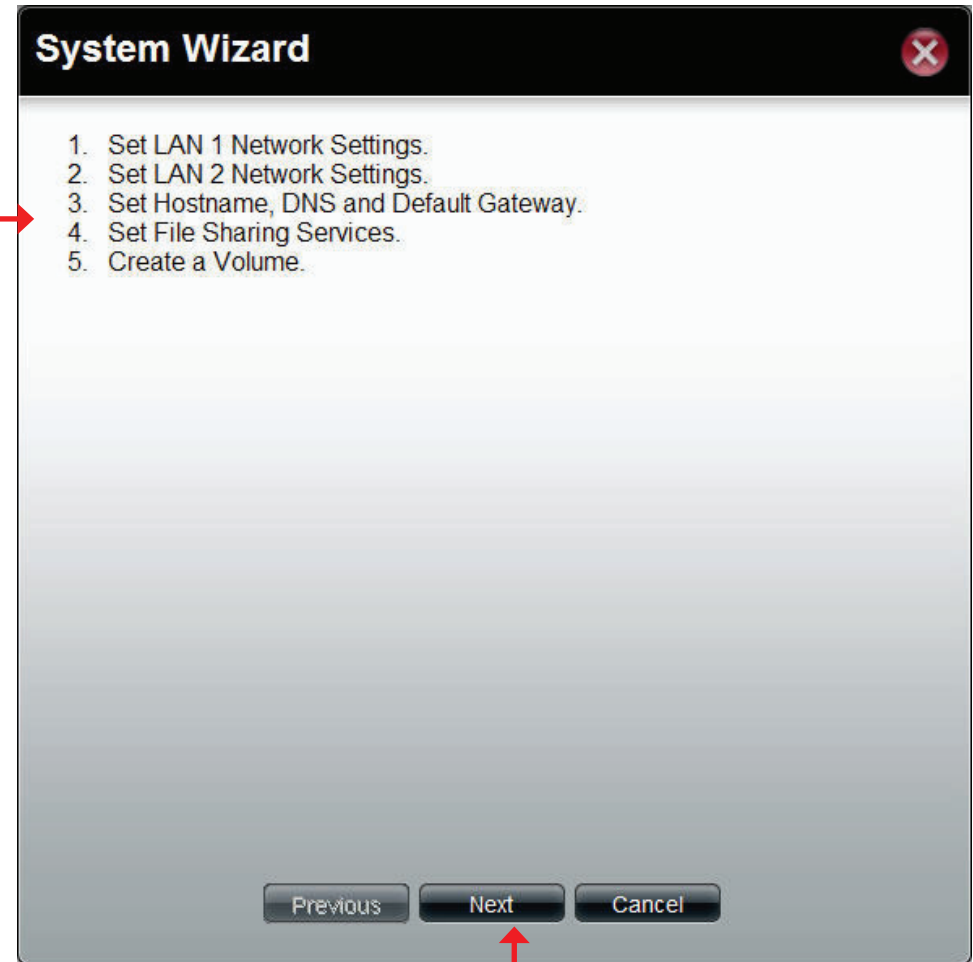 System Wizard
1. Set LAN 1 Network Settings.
2. Set LAN 2 Network Settings.
3. Set Hostname, DNS and Default Gateway.
4. Set File Sharing Services.
5. Create a Volume.
Previous Next Cancel